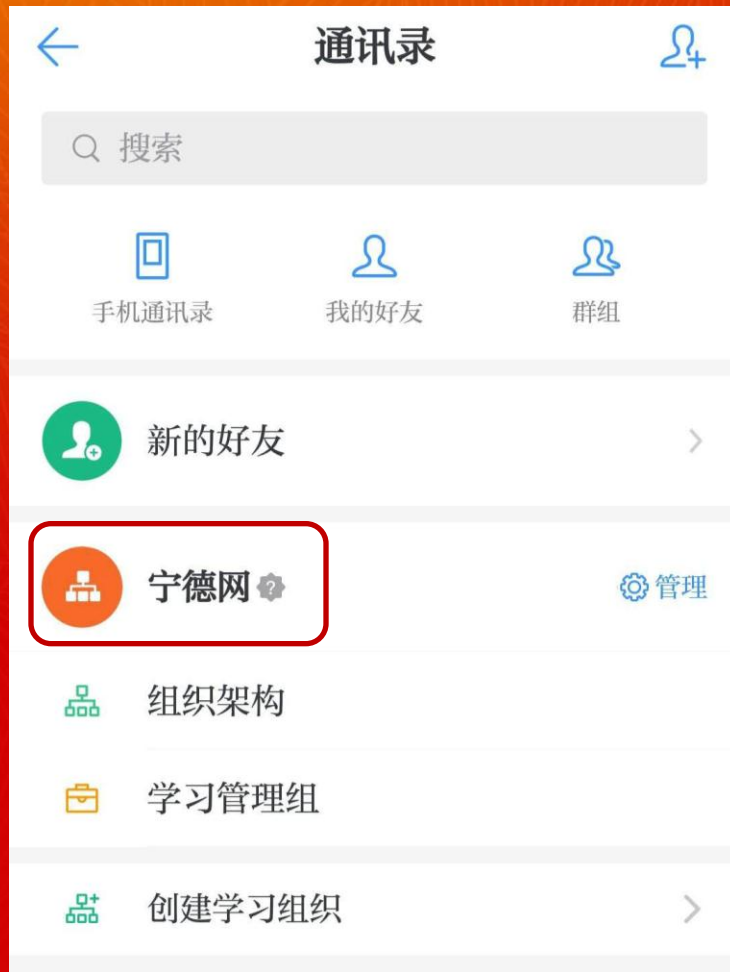 通讯录
搜索
手机通讯录 我的好友 群组
新的好友
宁德网 ? 管理
组织架构
学习管理组
创建学习组织